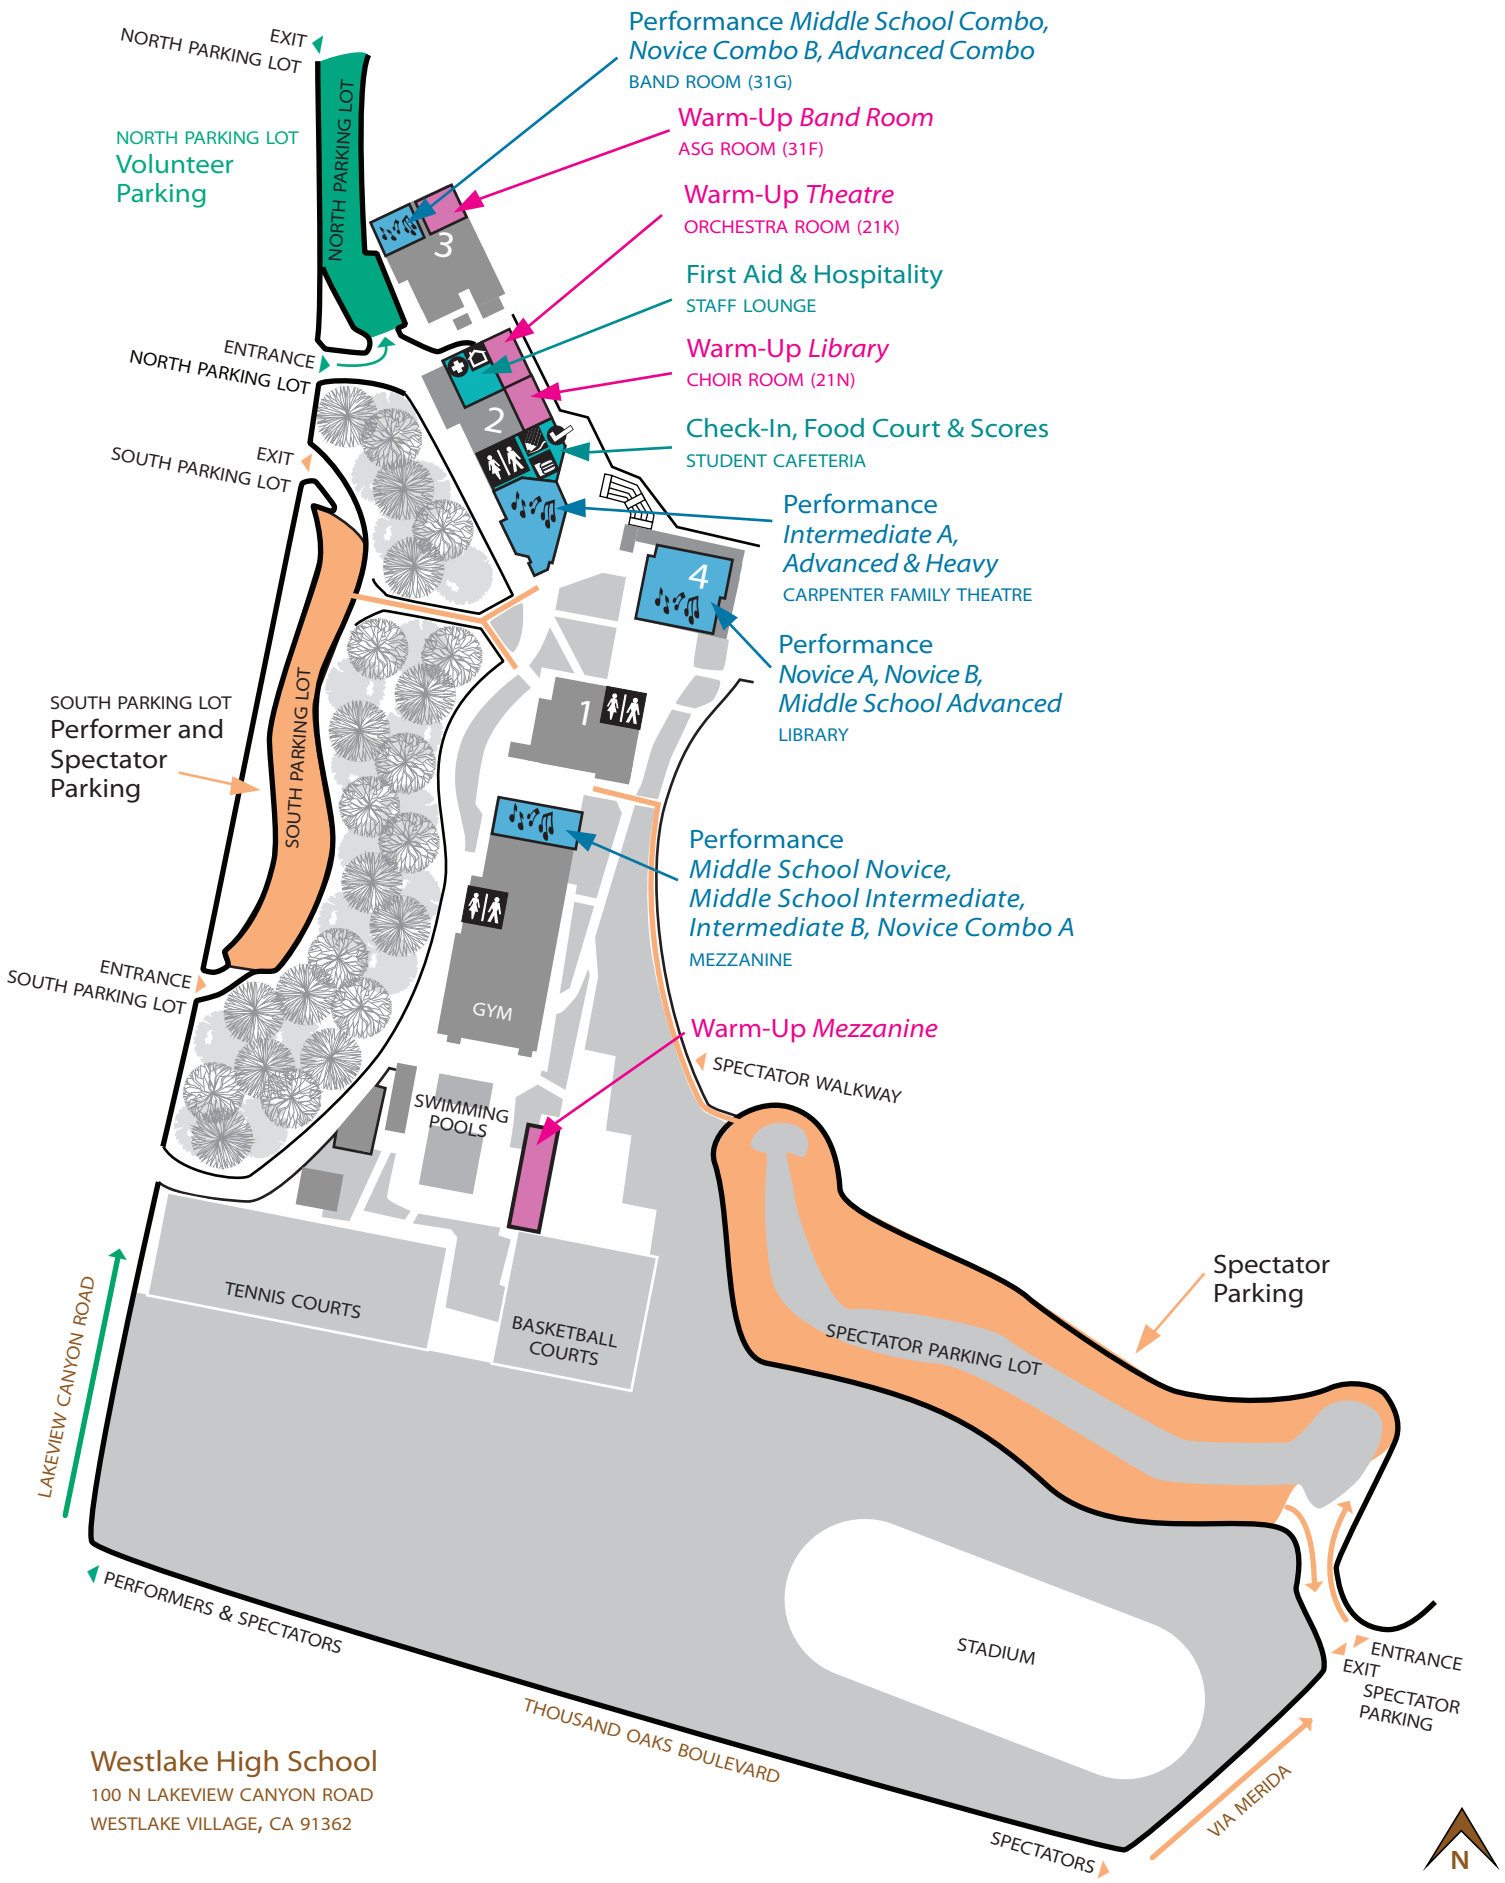 EXIT
NORTH PARKING LOT
NORTH PARKING LOT
Volunteer
Parking
NORTH PARKING LOT
NORTH PARKING LOT
Performance Middle School Combo,
Novice Combo B, Advanced Combo
BAND ROOM (31G)
Warm-Up Band Room
ASG ROOM (31F)
Warm-Up Theatre
ORCHESTRA ROOM (21K)
First Aid & Hospitality
STAFF LOUNGE
Warm-Up Library
CHOIR ROOM (21N)
Check-In, Food Court & Scores
STUDENT CAFETERIA
Performance
Intermediate A,
Advanced & Heavy
CARPENTER FAMILY THEATRE
Performance
Novice A, Novice B,
Middle School Advanced
LIBRARY
3
2
4
1
ENTRANCE
NORTH PARKING LOT
EXIT
SOUTH PARKING LOT
SOUTH PARKING LOT
Performer and
Spectator
Parking
SOUTH PARKING LOT
SOUTH PARKING LOT
Performance
Middle School Novice,
Middle School Intermediate,
Intermediate B, Novice Combo A
MEZZANINE
ENTRANCE
SOUTH PARKING LOT
GYM
Warm-Up Mezzanine
SPECTATOR WALKWAY
SWIMMING
POOLS
TENNIS COURTS
BASKETBALL
COURTS
Spectator
Parking
SPECTATOR PARKING LOT
LAKEVIEW CANYON ROAD
PERFORMERS & SPECTATORS
STADIUM
ENTRANCE
EXIT
SPECTATOR
PARKING
THOUSAND OAKS BOULEVARD
VIA MERIDA
SPECTATORS
Westlake High School
100 N LAKEVIEW CANYON ROAD
WESTLAKE VILLAGE, CA 91362
N